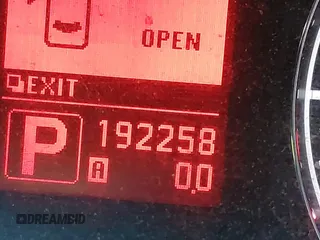 OPEN
EXIT
P 192258
A 0.0
DREAMBID